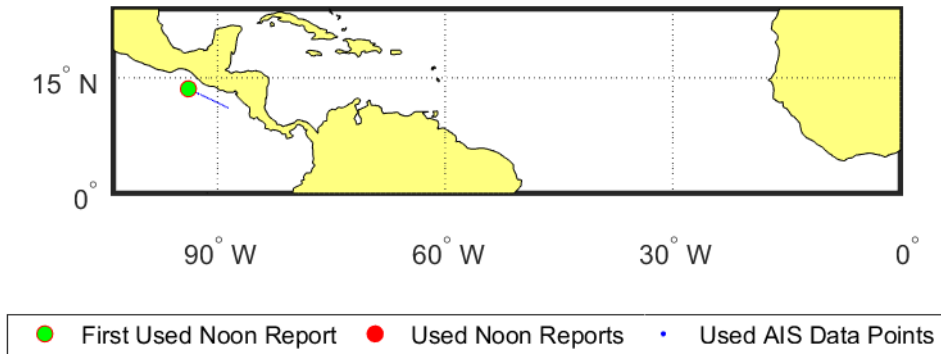 15° N
0°
90° W
60° W
30° W
0°
First Used Noon Report
Used Noon Reports
Used AIS Data Points